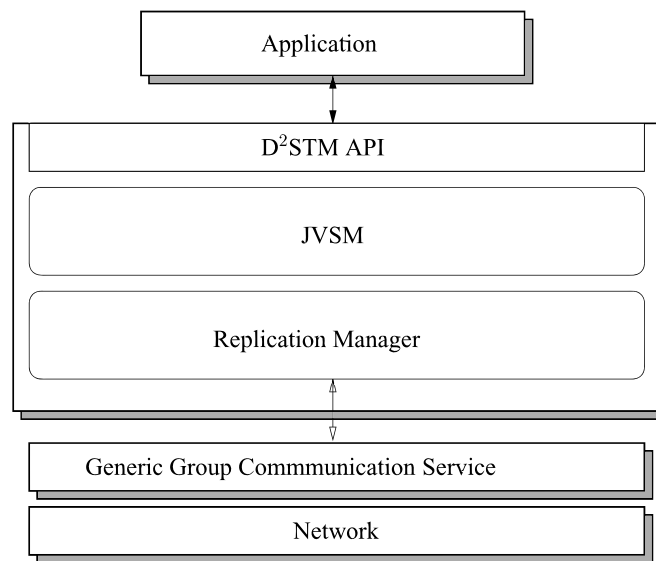 Application
D²STM API
JVSM
Replication Manager
Generic Group Commmunication Service
Network